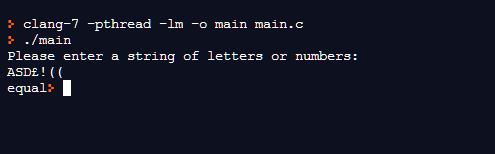 > clang-7 -pthread -lm -o main main.c
> ./main
Please enter a string of letters or numbers:
ASD£!((
equal>